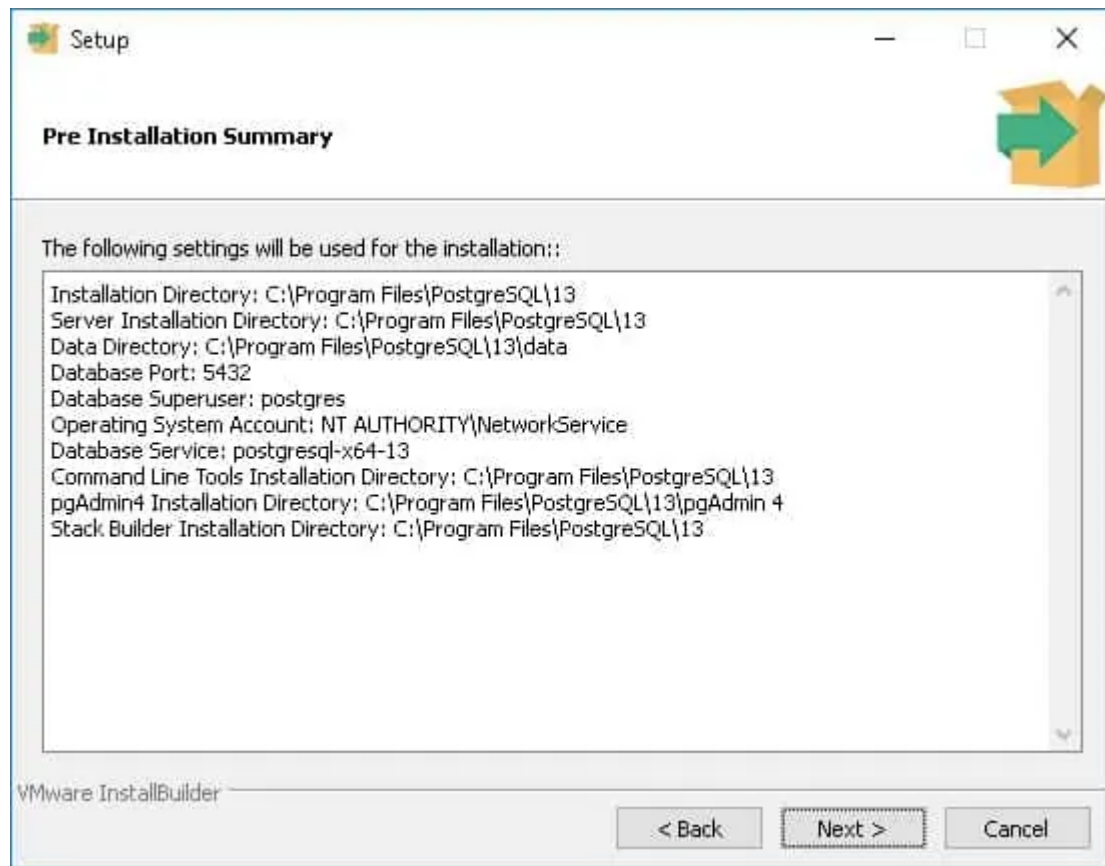 Setup
Pre Installation Summary
The following settings will be used for the installation::
Installation Directory: C:\Program Files\PostgreSQL\13
Server Installation Directory: C:\Program Files\PostgreSQL\13
Data Directory: C:\Program Files\PostgreSQL\13\data
Database Port: 5432
Database Superuser: postgres
Operating System Account: NT AUTHORITY\NetworkService
Database Service: postgresql-x64-13
Command Line Tools Installation Directory: C:\Program Files\PostgreSQL\13
pgAdmin4 Installation Directory: C:\Program Files\PostgreSQL\13\pgAdmin 4
Stack Builder Installation Directory: C:\Program Files\PostgreSQL\13
VMware InstallBuilder
< Back Next > Cancel